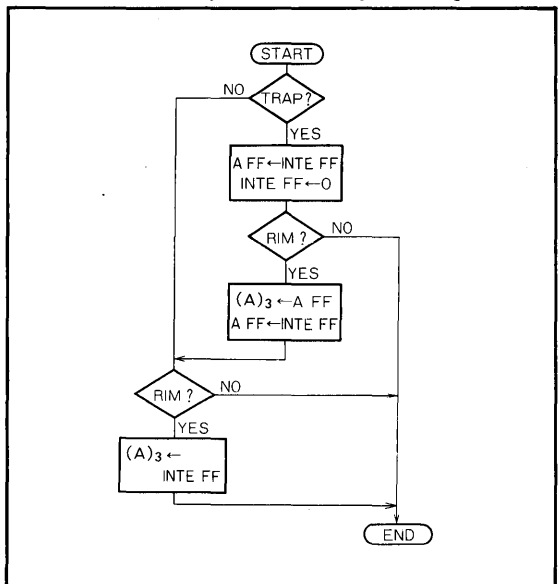 START
NO
TRAP?
YES
A FF←INTE FF
INTE FF←0
RIM?
NO
YES
(A)₃←A FF
A FF←INTE FF
RIM?
NO
YES
(A)₃←
INTE FF
END